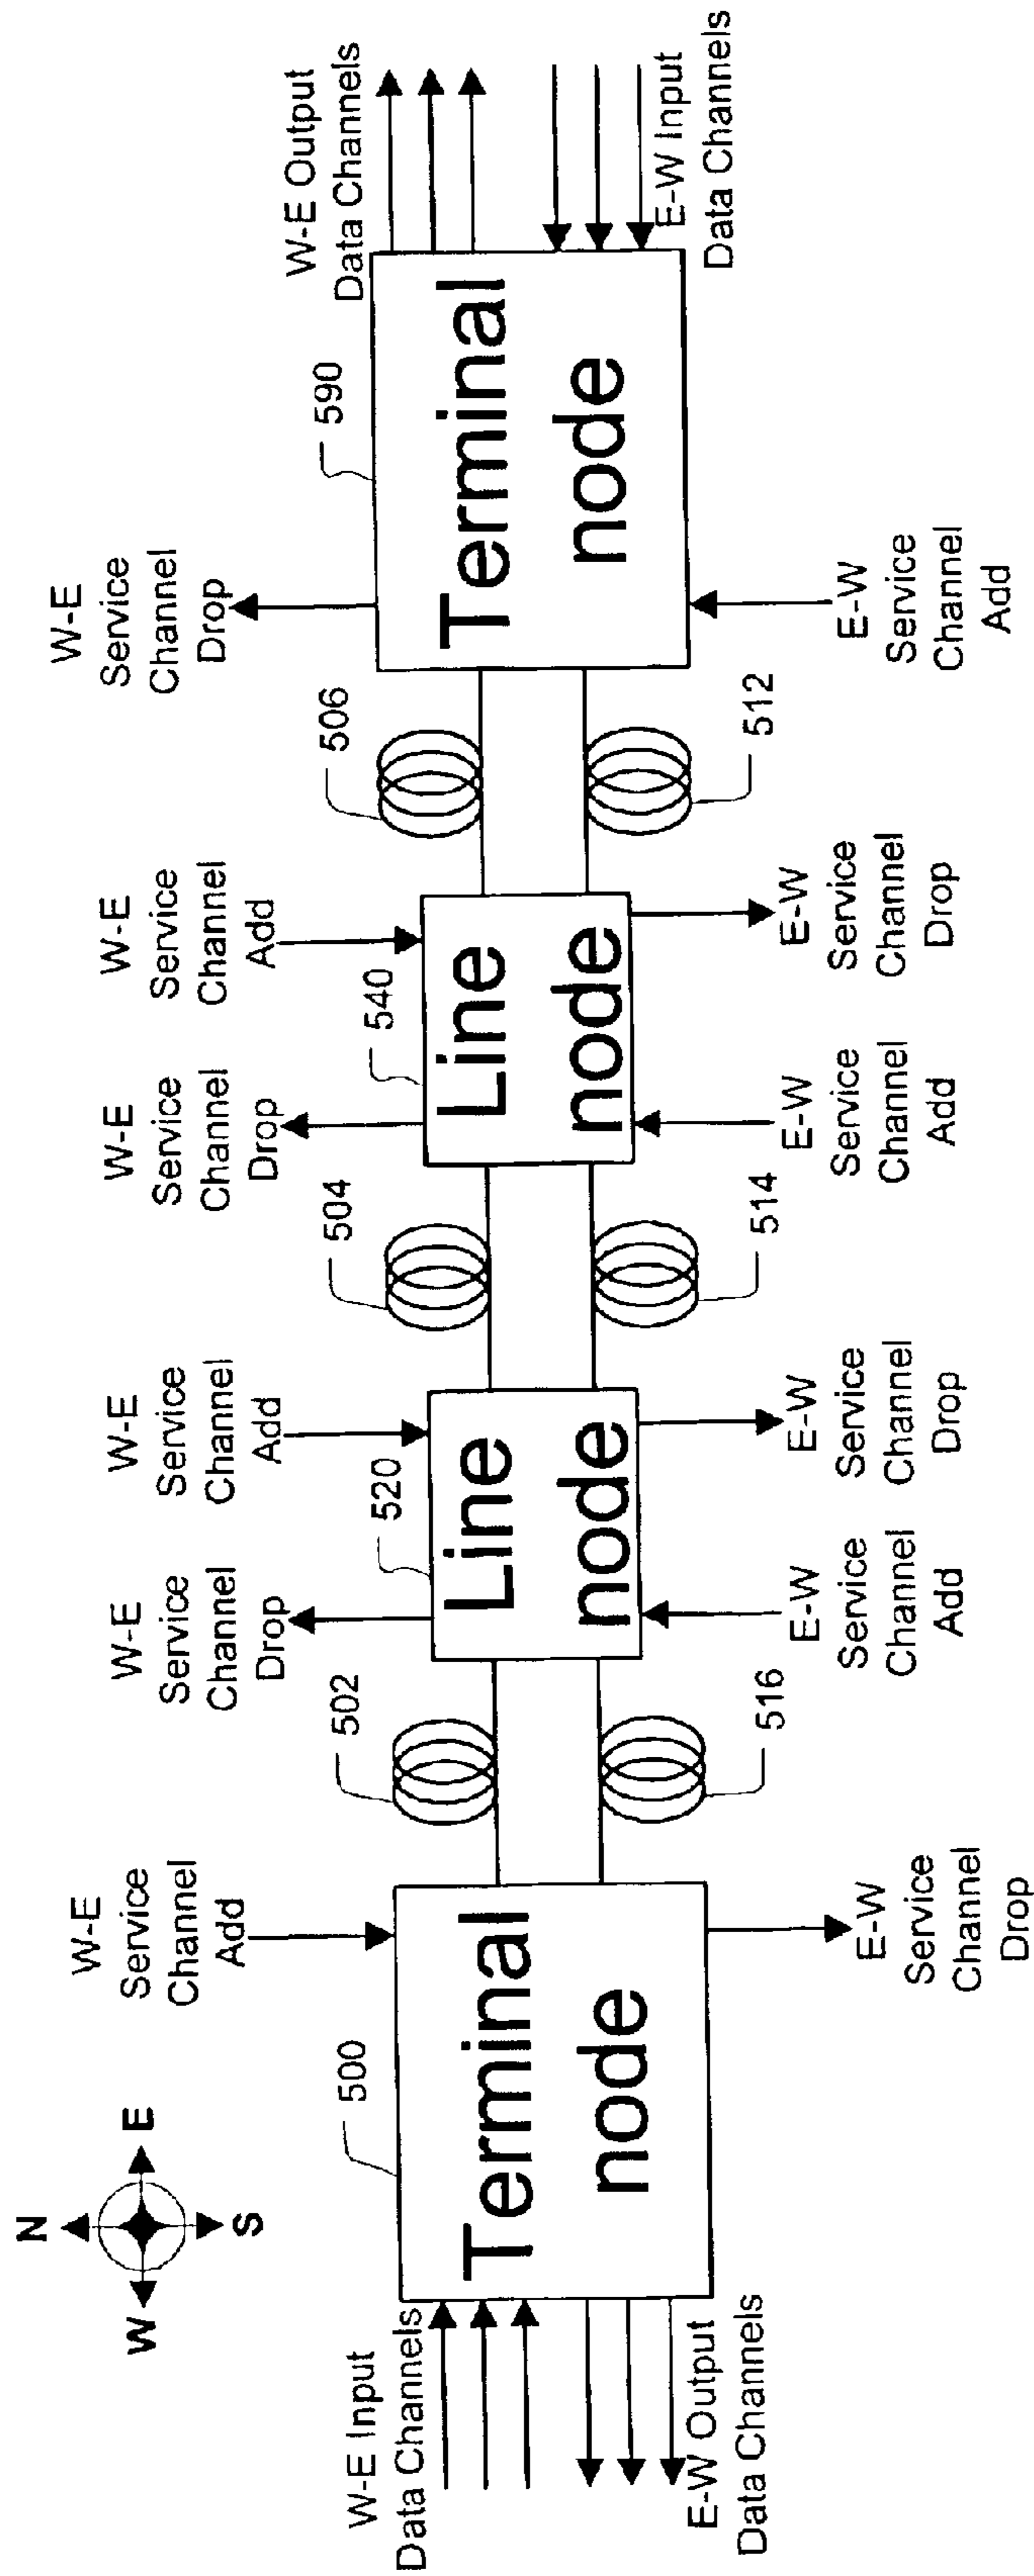 N
W
E
S
W-E Input
Data Channels
E-W Output
Data Channels
500
Terminal
node
W-E
Service
Channel
Add
E-W
Service
Channel
Drop
502
516
W-E
Service
Channel
Drop
520
W-E
Service
Channel
Add
Line
node
E-W
Service
Channel
Add
E-W
Service
Channel
Drop
504
514
W-E
Service
Channel
Drop
540
W-E
Service
Channel
Add
Line
node
E-W
Service
Channel
Add
E-W
Service
Channel
Drop
506
512
W-E
Service
Channel
Drop
590
Terminal
node
E-W
Service
Channel
Add
W-E Output
Data Channels
E-W Input
Data Channels